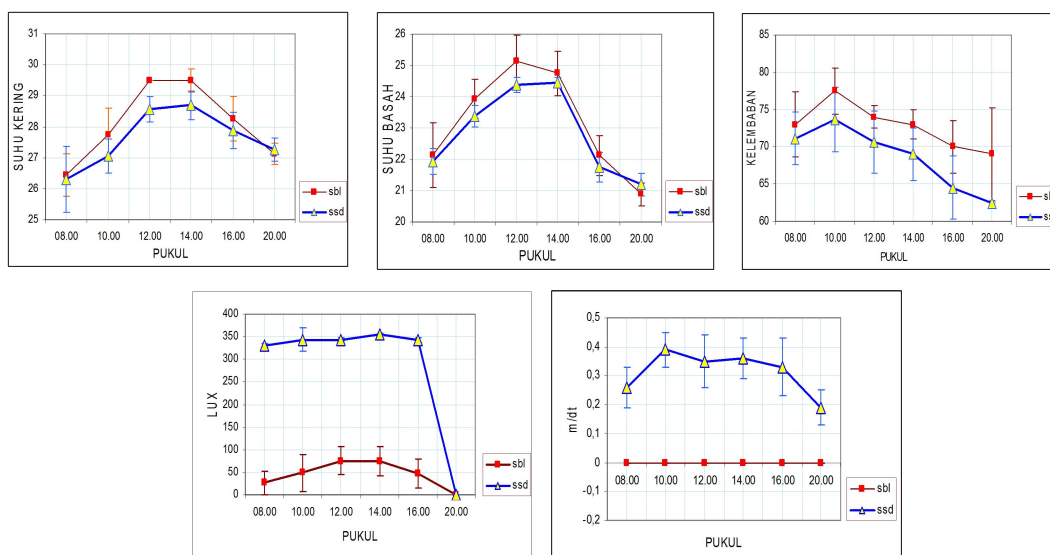 31
30
29
28
27
26
25
SUHU KERING
08.00 10.00 12.00 14.00 16.00 20.00
PUKUL
sbl
ssd
26
25
24
23
22
21
20
SUHU BASAH
08.00 10.00 12.00 14.00 16.00 20.00
PUKUL
sbl
ssd
85
80
75
70
65
60
KELEMBABAN
08.00 10.00 12.00 14.00 16.00 20.00
PUKUL
400
350
300
250
200
150
100
50
0
LUX
08.00 10.00 12.00 14.00 16.00 20.00
PUKUL
sbl
ssd
0,5
0,4
0,3
0,2
0,1
0
-0,1
-0,2
m/dt
08.00 10.00 12.00 14.00 16.00 20.00
PUKUL
sbl
ssd